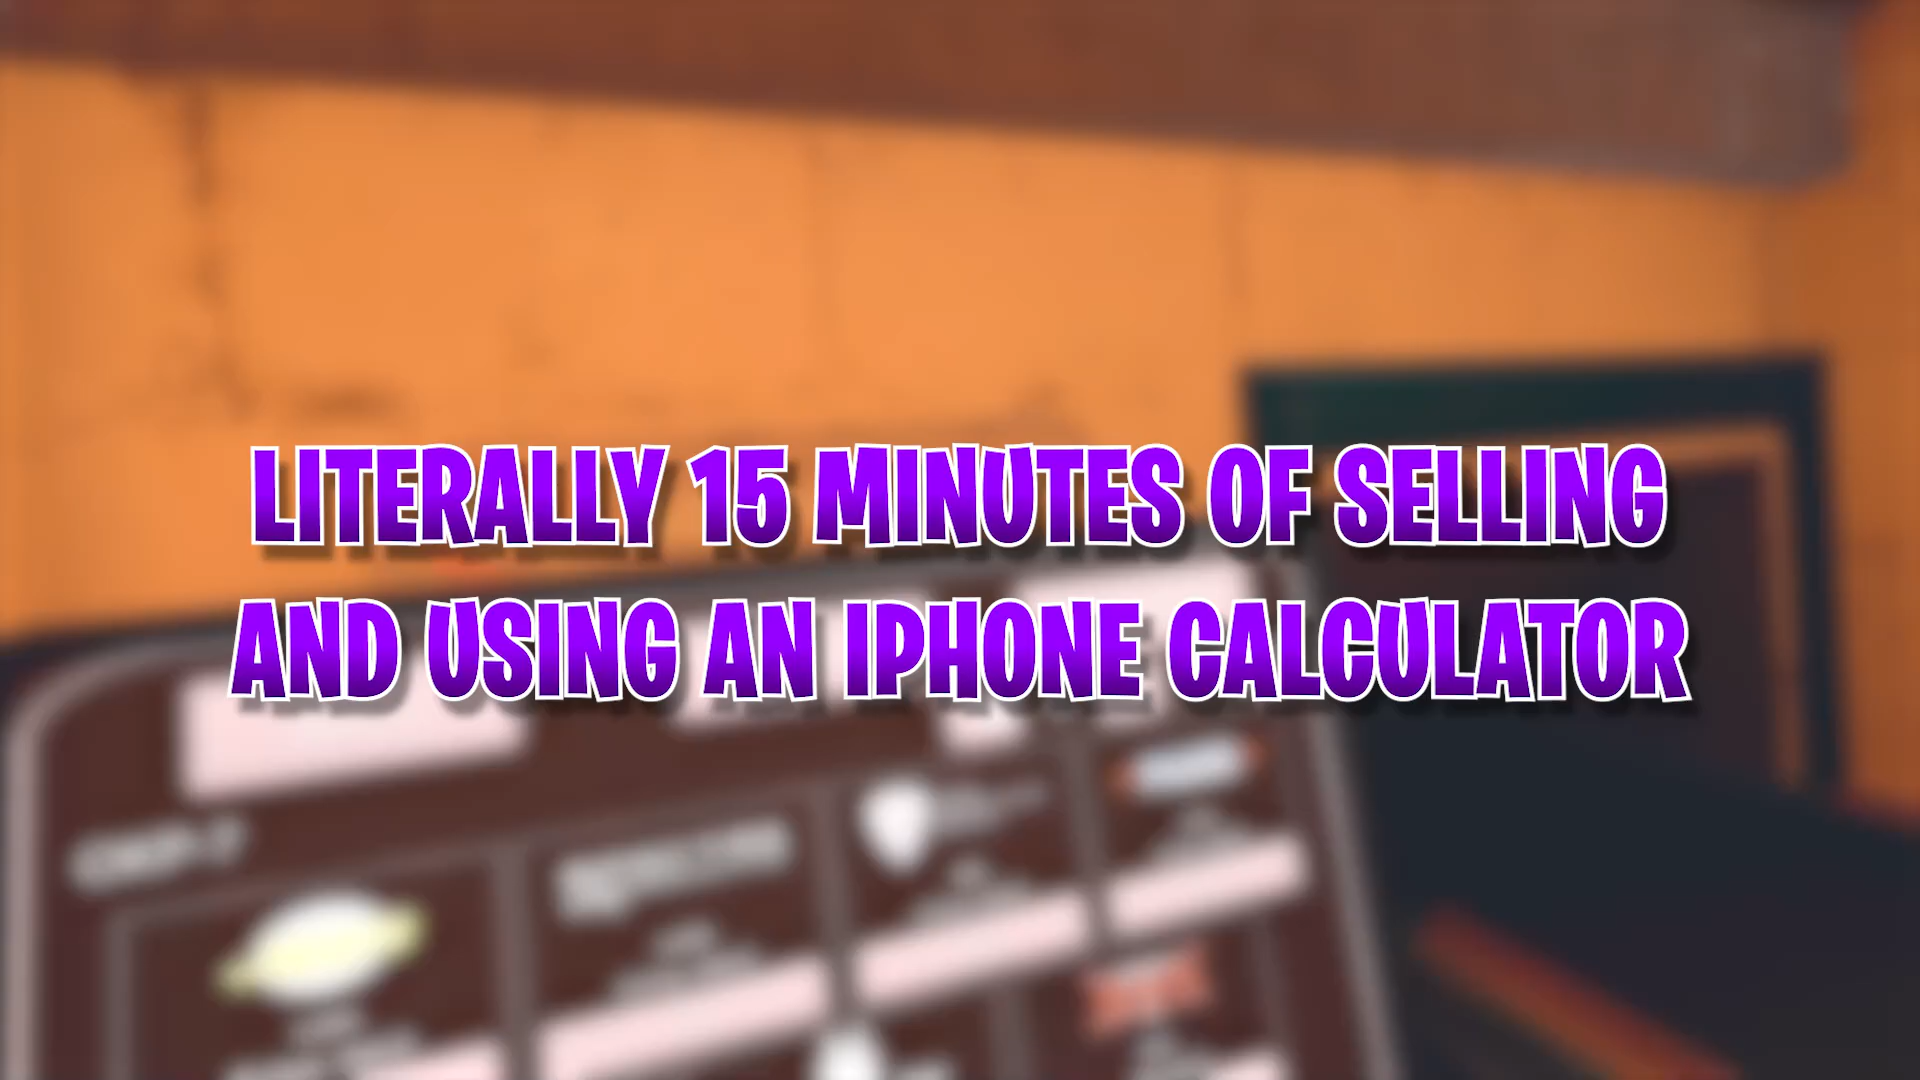 LITERALLY 15 MINUTES OF SELLING
AND USING AN IPHONE CALCULATOR